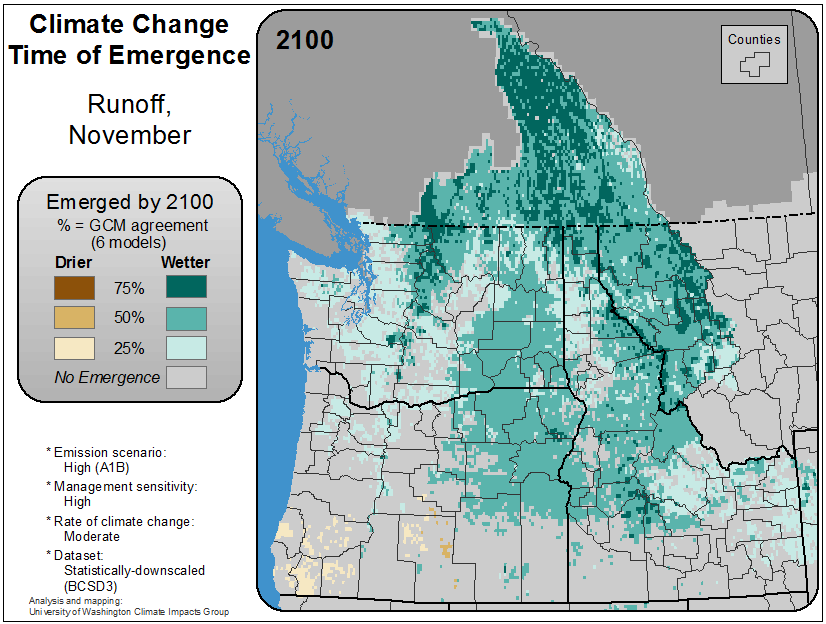 Climate Change
Time of Emergence
Runoff,
November
Emerged by 2100
% = GCM agreement
(6 models)
Drier Wetter
75%
50%
25%
No Emergence
* Emission scenario:
High (A1B)
* Management sensitivity:
High
* Rate of climate change:
Moderate
* Dataset:
Statistically-downscaled
(BCSD3)
Analysis and mapping:
University of Washington Climate Impacts Group
2100
Counties